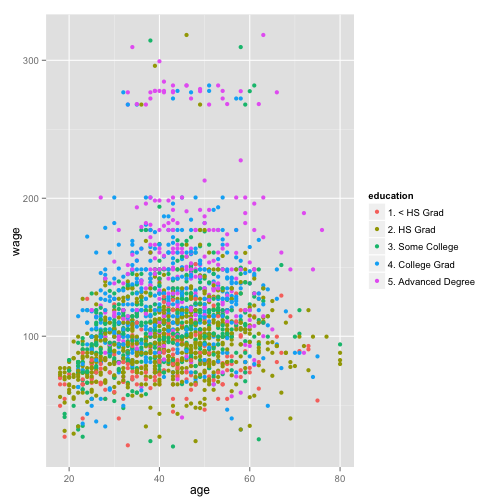 300
200
100
wage
20
40
60
80
age
education
1. < HS Grad
2. HS Grad
3. Some College
4. College Grad
5. Advanced Degree